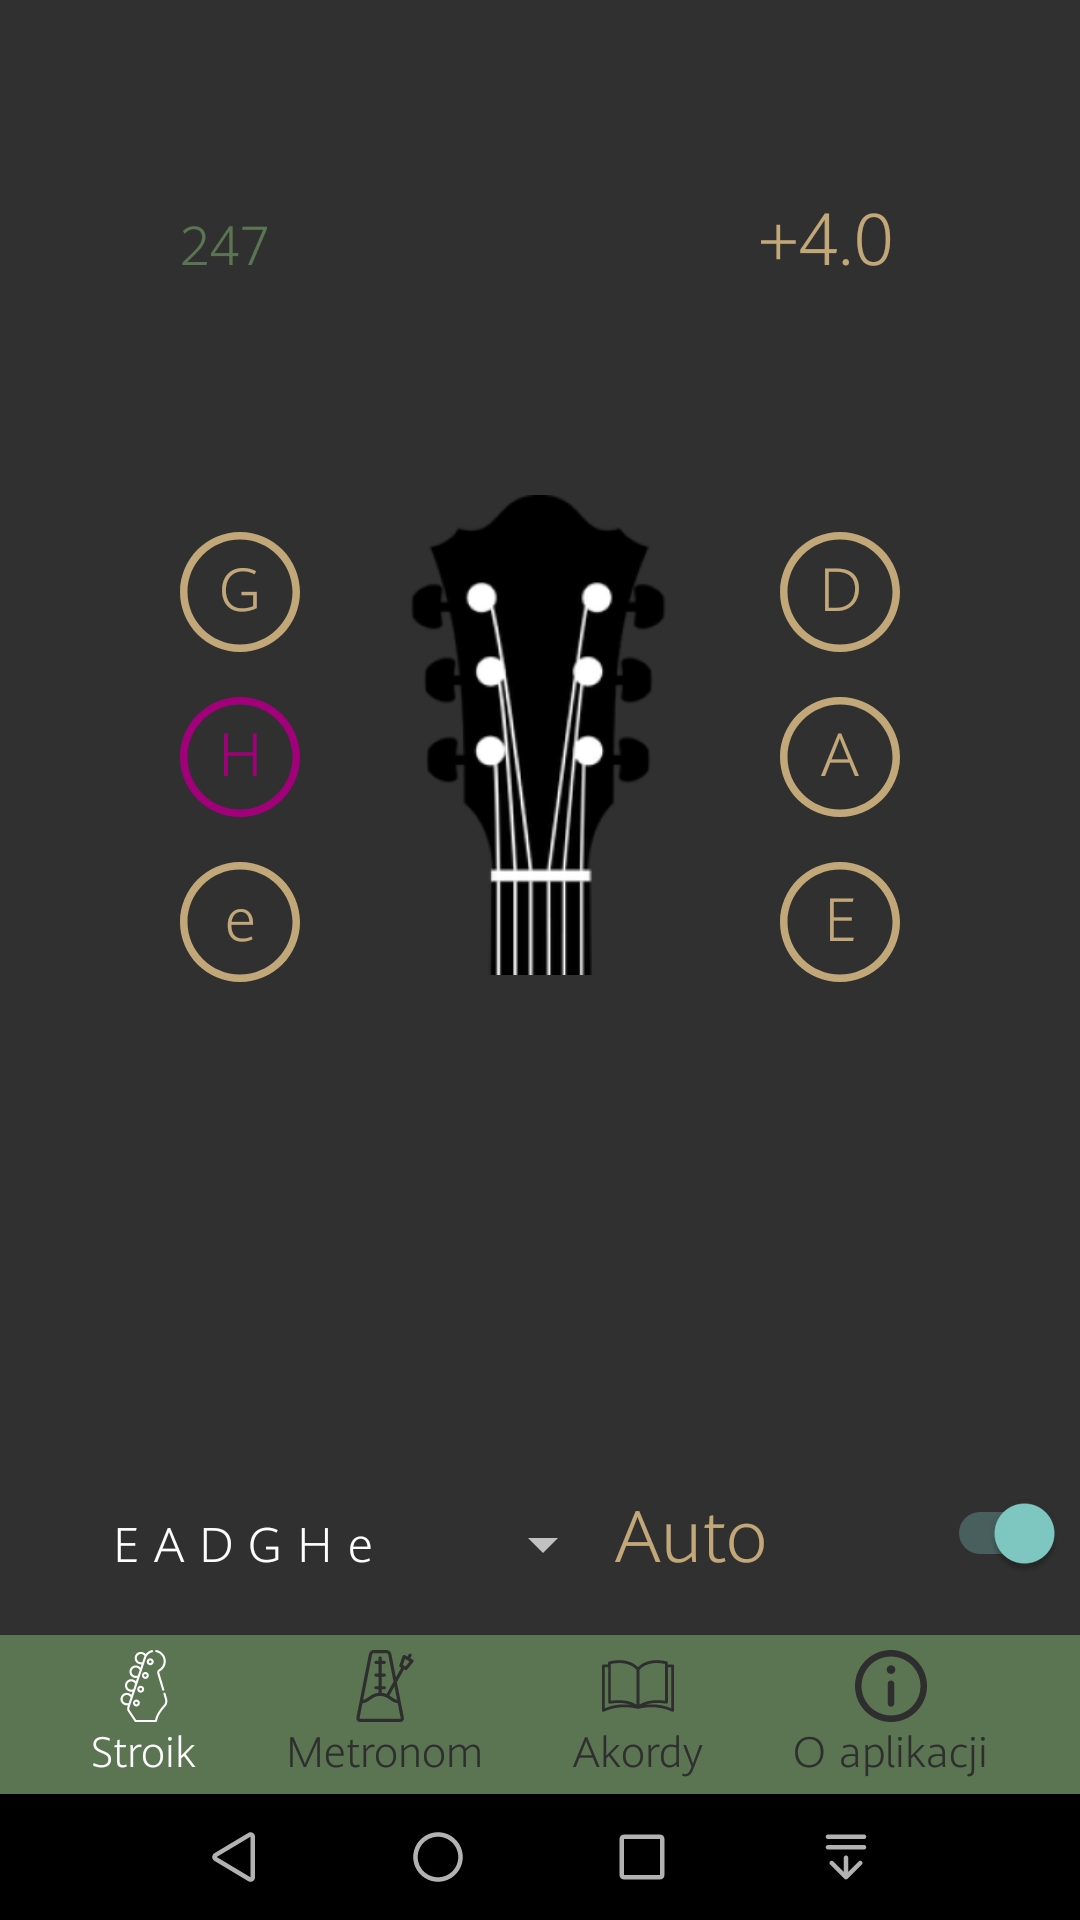 247
+4.0
G
D
H
A
e
E
E A D G H e
Auto
Stroik
Metronom
Akordy
O aplikacji